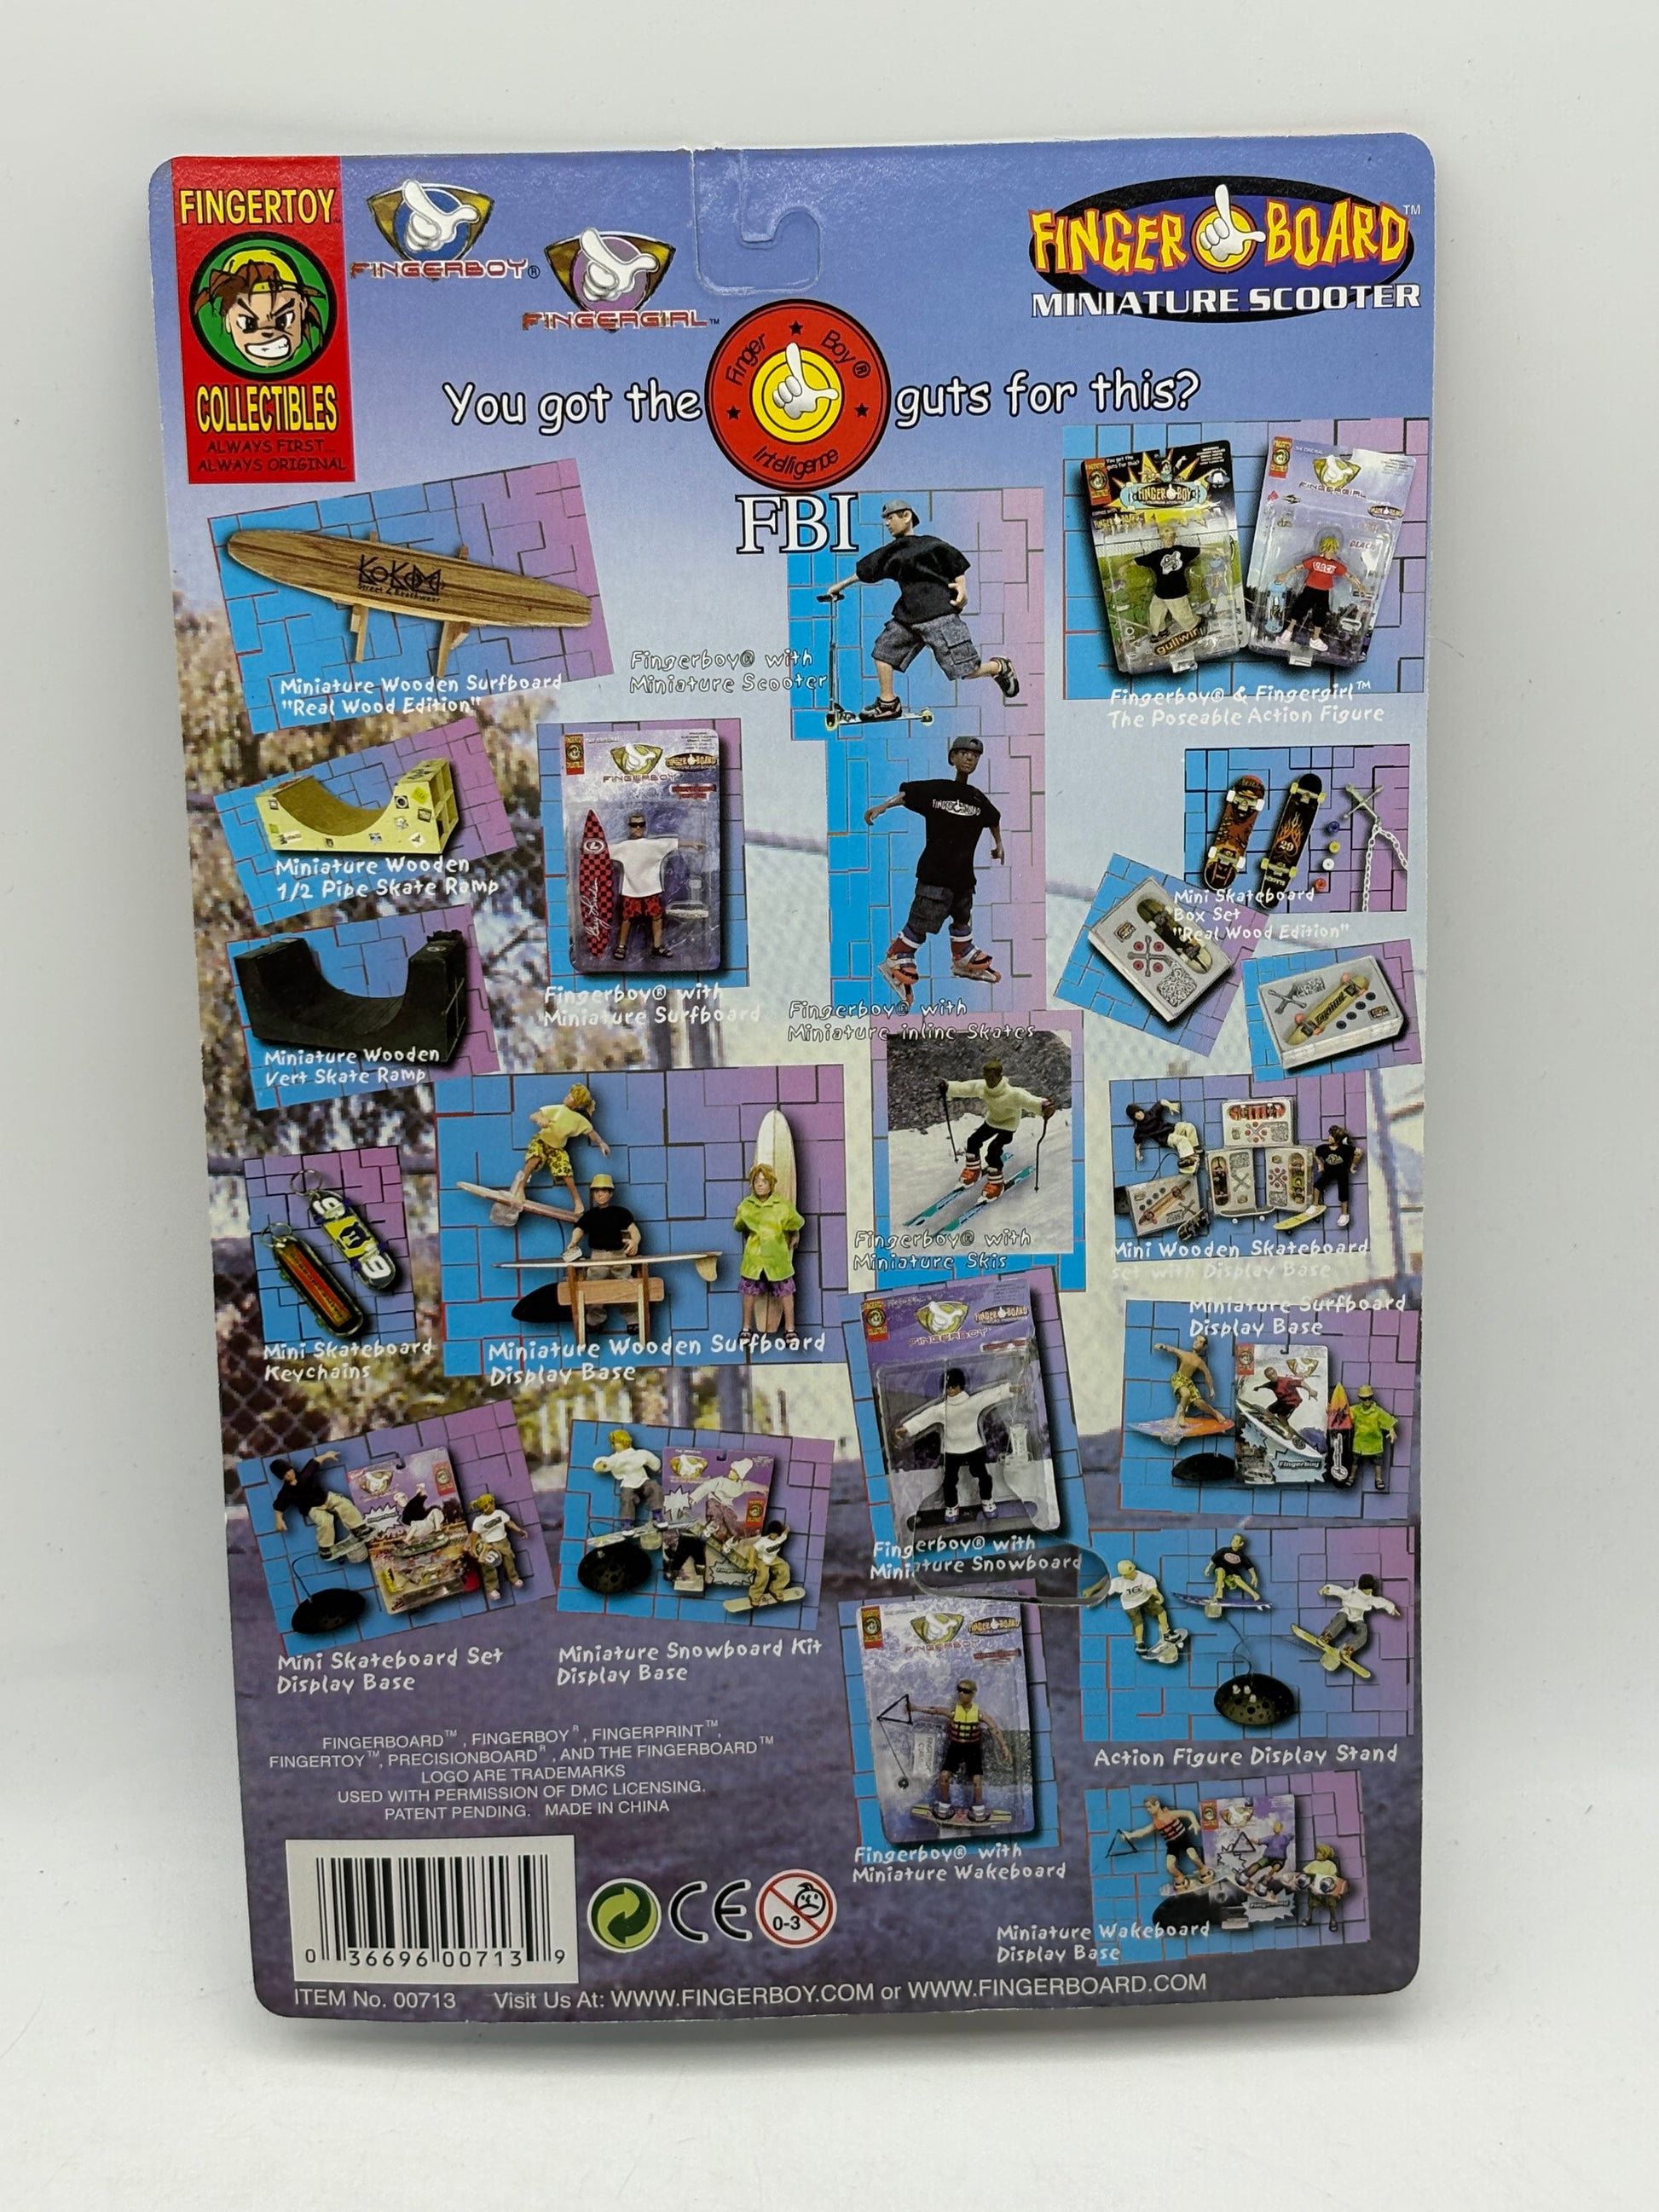 FINGERTOY
COLLECTIBLES
ALWAYS FIRST...
ALWAYS ORIGINAL
FINGERBOY®
FINGERGIRL™
FINGER BOARD™
MINIATURE SCOOTER
You got the guts for this?
Finger Boy®
Intelligence
FBI
KoKoMo
Miniature Wooden Surfboard
"Real Wood Edition"
Fingerboy® with
Miniature Scooter
Fingerboy® & Fingergirl™
The Poseable Action Figure
Miniature Wooden
1/2 Pipe Skate Ramp
Fingerboy® with
Miniature Surfboard
Mini Skateboard
Box Set
"Real Wood Edition"
Miniature Wooden
Vert Skate Ramp
Fingerboy® with
Miniature inline Skates
Fingerboy® with
Miniature Skis
Mini Wooden Skateboard
set with Display Base
Mini Skateboard
Keychains
Miniature Wooden Surfboard
Display Base
Miniature Surfboard
Display Base
Fingerboy® with
Miniature Snowboard
Mini Skateboard Set
Display Base
Miniature Snowboard Kit
Display Base
Action Figure Display Stand
Fingerboy® with
Miniature Wakeboard
Miniature Wakeboard
Display Base
FINGERBOARD™, FINGERBOY®, FINGERPRINT™,
FINGERTOY™, PRECISIONBOARD®, AND THE FINGERBOARD™
LOGO ARE TRADEMARKS
USED WITH PERMISSION OF DMC LICENSING.
PATENT PENDING. MADE IN CHINA
0 36696 00713 9
CE
0-3
ITEM No. 00713 Visit Us At: WWW.FINGERBOY.COM or WWW.FINGERBOARD.COM